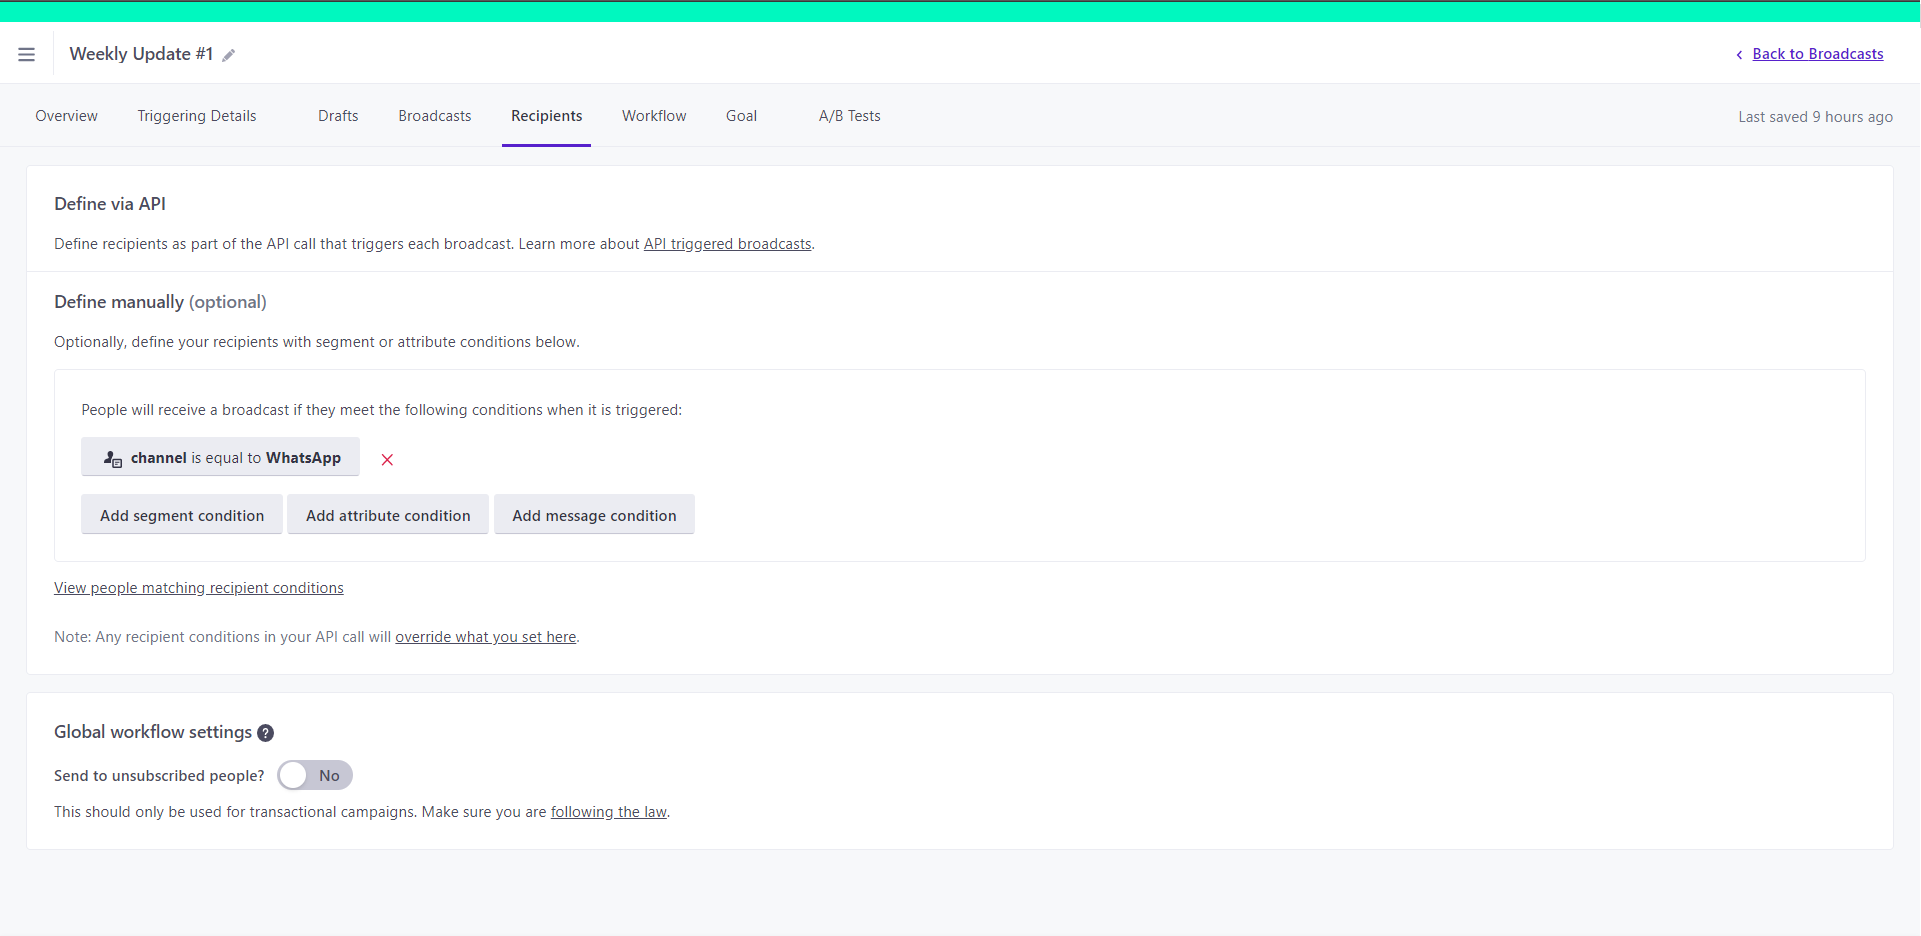 Weekly Update #1
Back to Broadcasts
Overview Triggering Details Drafts Broadcasts Recipients Workflow Goal A/B Tests Last saved 9 hours ago
Define via API
Define recipients as part of the API call that triggers each broadcast. Learn more about API triggered broadcasts.
Define manually (optional)
Optionally, define your recipients with segment or attribute conditions below.
People will receive a broadcast if they meet the following conditions when it is triggered:
channel is equal to WhatsApp
Add segment condition Add attribute condition Add message condition
View people matching recipient conditions
Note: Any recipient conditions in your API call will override what you set here.
Global workflow settings ?
Send to unsubscribed people? No
This should only be used for transactional campaigns. Make sure you are following the law.